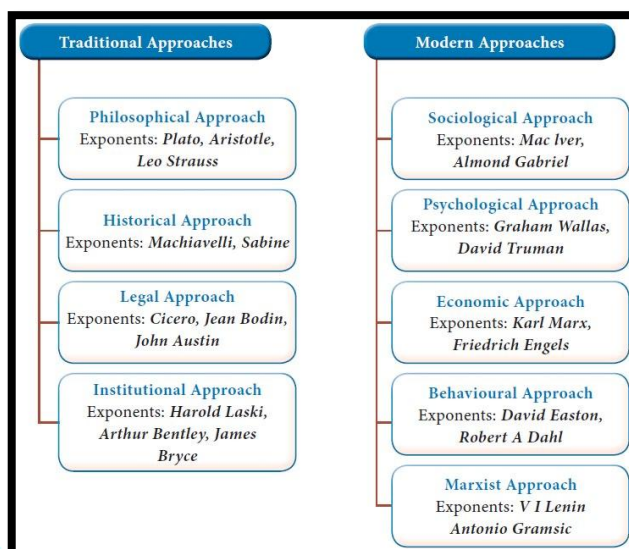 Traditional Approaches
Philosophical Approach
Exponents: Plato, Aristotle,
Leo Strauss
Historical Approach
Exponents: Machiavelli, Sabine
Legal Approach
Exponents: Cicero, Jean Bodin,
John Austin
Institutional Approach
Exponents: Harold Laski,
Arthur Bentley, James
Bryce
Modern Approaches
Sociological Approach
Exponents: Mac lver,
Almond Gabriel
Psychological Approach
Exponents: Graham Wallas,
David Truman
Economic Approach
Exponents: Karl Marx,
Friedrich Engels
Behavioural Approach
Exponents: David Easton,
Robert A Dahl
Marxist Approach
Exponents: V I Lenin
Antonio Gramsic